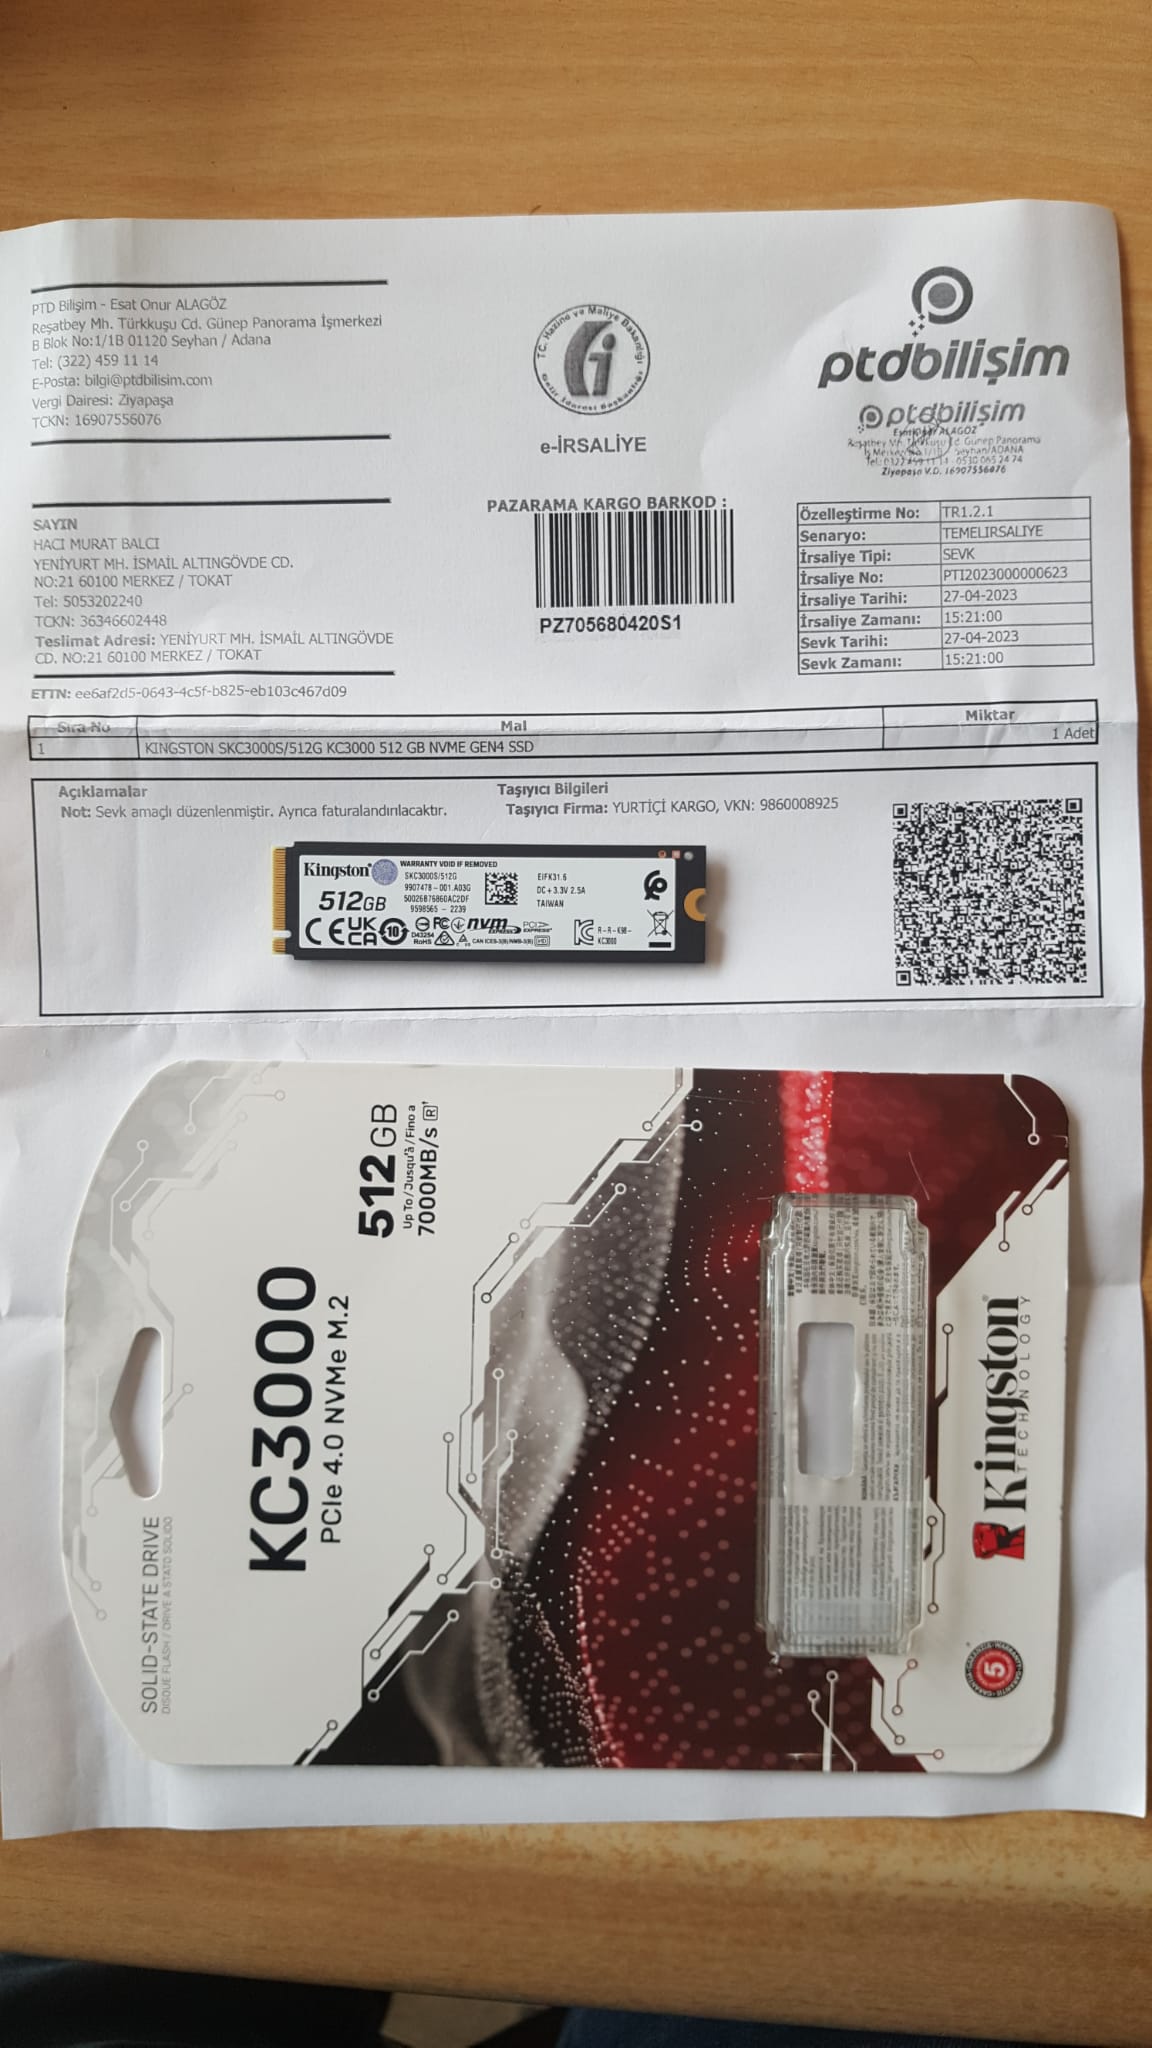 PTD Bilişim - Esat Onur ALAGÖZ
Reşatbey Mh. Türkkuşu Cd. Günep Panorama İşmerkezi
B Blok No:1/1B 01120 Seyhan / Adana
Tel: (322) 459 11 14
E-Posta: bilgi@ptdbilisim.com
Vergi Dairesi: Ziyapaşa
TCKN: 16907556076
T.C. Hazine ve Maliye Bakanlığı
Gelir İdaresi Başkanlığı
e-İRSALİYE
ptdbilişim
ptdbilişim
ALAGÖZ
Reşatbey Mh. Türkkuşu Cd. Günep Panorama
Seyhan/ADANA
Tel: 0322 459 11 14 - 0530 065 24 74
Ziyapaşa V.D. 16907556076
SAYIN
HACI MURAT BALCI
YENİYURT MH. İSMAİL ALTINGÖVDE CD.
NO:21 60100 MERKEZ / TOKAT
Tel: 5053202240
TCKN: 36346602448
Teslimat Adresi: YENİYURT MH. İSMAİL ALTINGÖVDE
CD. NO:21 60100 MERKEZ / TOKAT
PAZARAMA KARGO BARKOD :
PZ705680420S1
Özelleştirme No: TR1.2.1
Senaryo: TEMELIRSALIYE
İrsaliye Tipi: SEVK
İrsaliye No: PTI2023000000623
İrsaliye Tarihi: 27-04-2023
İrsaliye Zamanı: 15:21:00
Sevk Tarihi: 27-04-2023
Sevk Zamanı: 15:21:00
ETTN: ee6af2d5-0643-4c5f-b825-eb103c467d09
Sıra No Mal Miktar
1 KINGSTON SKC3000S/512G KC3000 512 GB NVME GEN4 SSD 1 Adet
Açıklamalar
Not: Sevk amaçlı düzenlenmiştir. Ayrıca faturalandırılacaktır.
Taşıyıcı Bilgileri
Taşıyıcı Firma: YURTİÇİ KARGO, VKN: 9860008925
Kingston
512GB
WARRANTY VOID IF REMOVED
SKC3000S/512G
9907478-001.A03G
50026B76860AC2DF
9598565 - 2239
EIFK31.6
DC+3.3V 2.5A
TAIWAN
CE UKCA 10 FC nvm EXPRESS PCI EXPRESS
D43254
RoHS
CAN ICES-3(B)/NMB-3(B)
R-R-K98-
KC3000
SOLID-STATE DRIVE
DISQUE FLASH / DRIVE A STATO SOLIDO
KC3000
PCIe 4.0 NVMe M.2
512GB
Up To/Jusqu'à/Fino a
7000MB/s R
Kingston
TECHNOLOGY
5